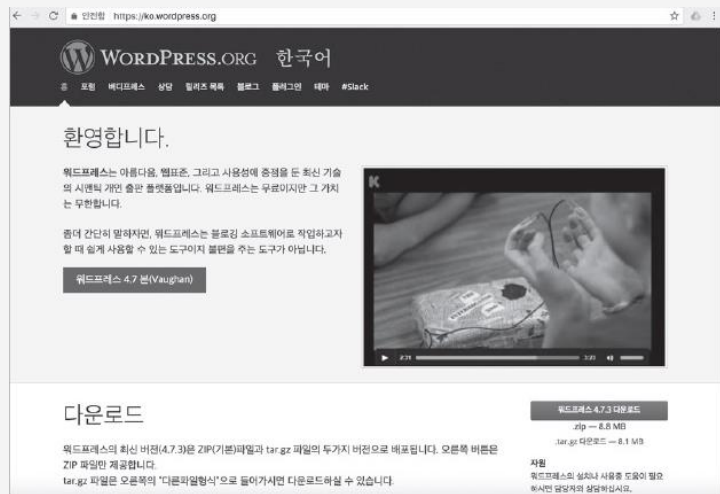 안전함 https://ko.wordpress.org
WORDPRESS.ORG 한국어
홈 포럼 버디프레스 상담 릴리즈 목록 블로그 플러그인 테마 #Slack
환영합니다.
워드프레스는 아름다움, 웹표준, 그리고 사용성에 중점을 둔 최신 기술
의 시맨틱 개인 출판 플랫폼입니다. 워드프레스는 무료이지만 그 가치
는 무한합니다.
좀더 간단히 말하자면, 워드프레스는 블로깅 소프트웨어로 작업하고자
할 때 쉽게 사용할 수 있는 도구이지 불편을 주는 도구가 아닙니다.
워드프레스 4.7 본(Vaughan)
K
2:21
3:21
다운로드
워드프레스의 최신 버전(4.7.3)은 ZIP(기본)파일과 tar.gz 파일의 두가지 버전으로 배포됩니다. 오른쪽 버튼은
ZIP 파일만 제공합니다.
tar.gz 파일은 오른쪽의 "다른파일형식"으로 들어가시면 다운로드하실 수 있습니다.
워드프레스 4.7.3 다운로드
.zip — 8.8 MB
.tar.gz 다운로드 — 8.1 MB
자원
워드프레스의 설치나 사용중 도움이 필요
하시면 담당자와 상담하십시오.